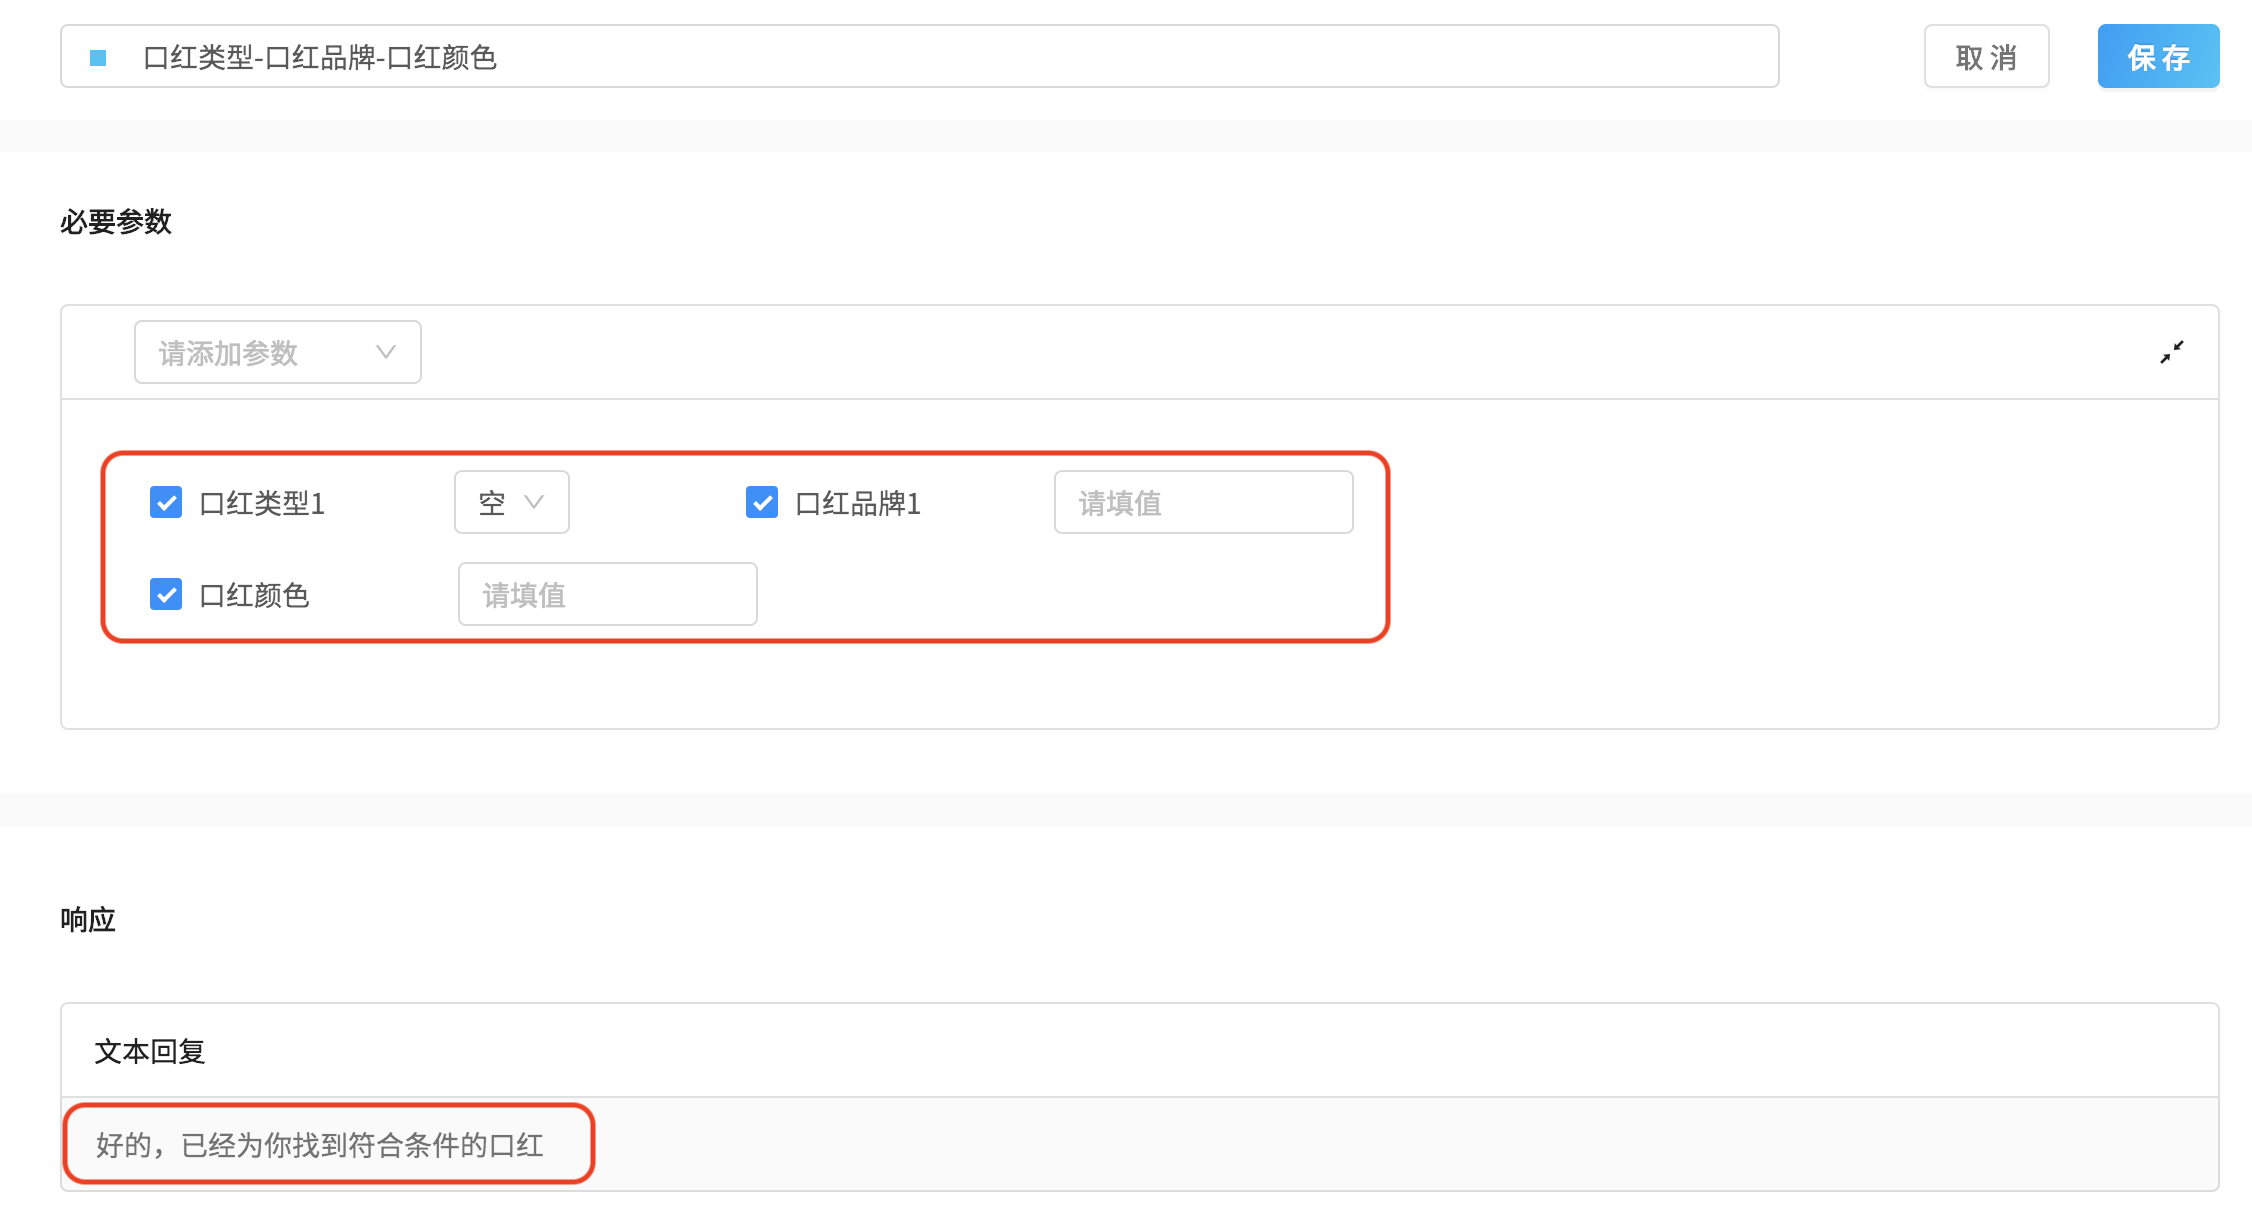 口红类型-口红品牌-口红颜色
取 消
保 存
必要参数
请添加参数
口红类型1 空 口红品牌1 请填值
口红颜色 请填值
响应
文本回复
好的，已经为你找到符合条件的口红